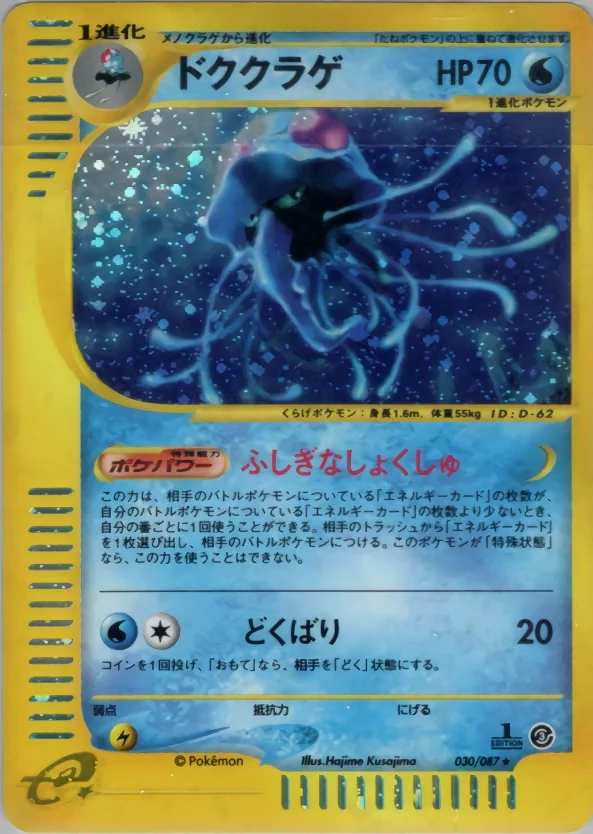 1進化
メノクラゲから進化
「たねポケモン」の上に重ねて進化させます。
ドククラゲ HP70
1進化ポケモン
くらげポケモン：身長1.6m、体重55kg ID：D-62
特殊能力
ポケパワー ふしぎなしょくしゅ
この力は、相手のバトルポケモンについている「エネルギーカード」の枚数が、
自分のバトルポケモンについている「エネルギーカード」の枚数より少ないとき、
自分の番ごとに1回使うことができる。相手のトラッシュから「エネルギーカード」
を1枚選び出し、相手のバトルポケモンにつける。このポケモンが「特殊状態」
なら、この力を使うことはできない。
どくばり 20
コインを1回投げ、「おもて」なら、相手を「どく」状態にする。
弱点 抵抗力 にげる
1
EDITION
©Pokémon Illus.Hajime Kusajima 030/087★